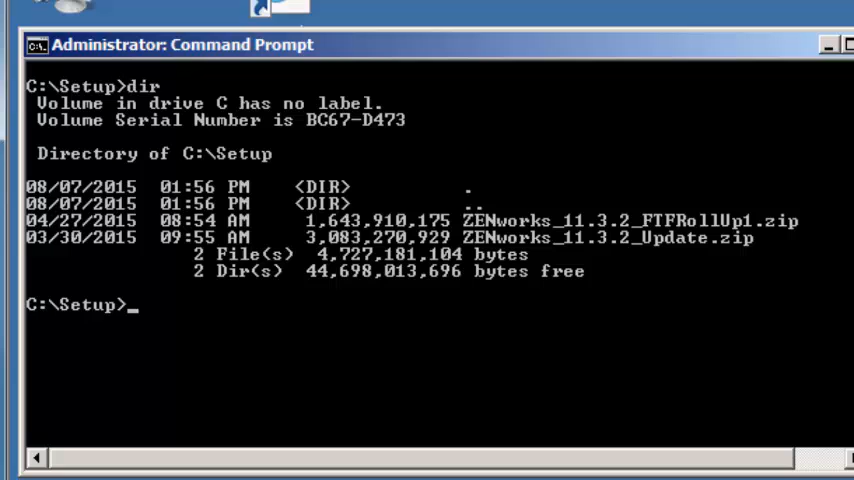 Administrator: Command Prompt
C:\Setup>dir
Volume in drive C has no label.
Volume Serial Number is BC67-D473
Directory of C:\Setup
08/07/2015 01:56 PM <DIR> .
08/07/2015 01:56 PM <DIR> ..
04/27/2015 08:54 AM 1,643,910,175 ZENworks_11.3.2_FTFRollUp1.zip
03/30/2015 09:55 AM 3,083,270,929 ZENworks_11.3.2_Update.zip
2 File(s) 4,727,181,104 bytes
2 Dir(s) 44,698,013,696 bytes free
C:\Setup>_